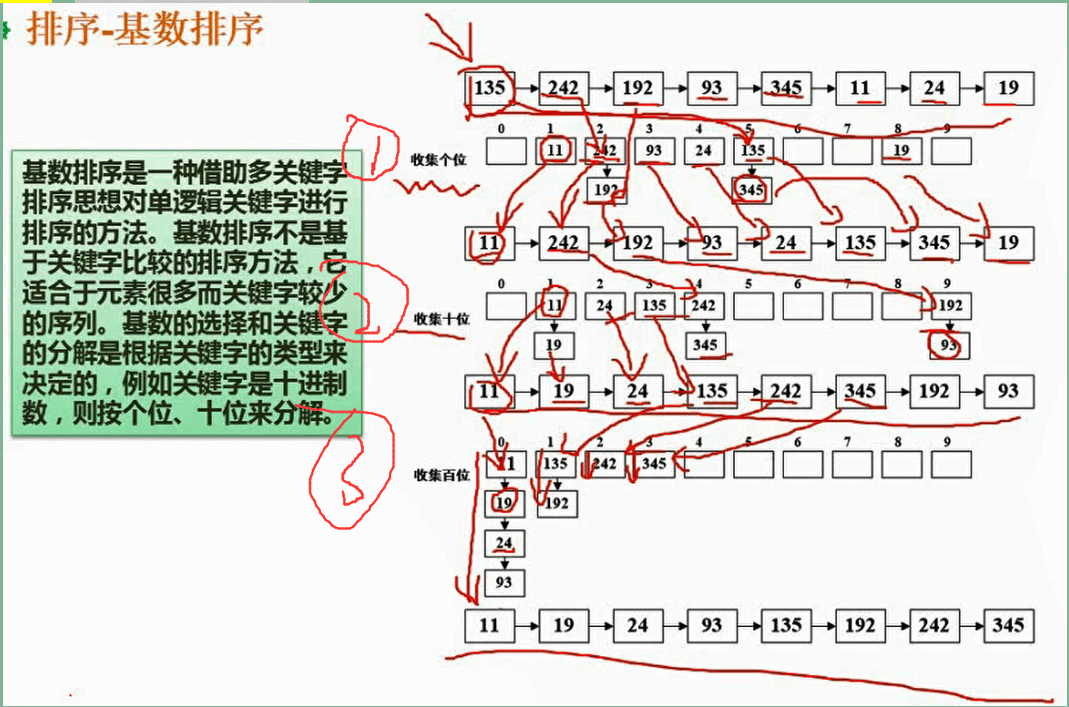 排序-基数排序
基数排序是一种借助多关键字
排序思想对单逻辑关键字进行
排序的方法。基数排序不是基
于关键字比较的排序方法，它
适合于元素很多而关键字较少
的序列。基数的选择和关键字
的分解是根据关键字的类型来
决定的，例如关键字是十进制
数，则按个位、十位来分解。
135 242 192 93 345 11 24 19
0 1 2 3 4 5 6 7 8 9
1
收集个位
11 242 93 24 135 19
192 345
11 242 192 93 24 135 345 19
0 1 2 3 4 5 6 7 8 9
2
收集十位
11 24 135 242 192
19 345 93
11 19 24 135 242 345 192 93
0 1 2 3 4 5 6 7 8 9
3
收集百位
11 135 242 345
19 192
24
93
11 19 24 93 135 192 242 345